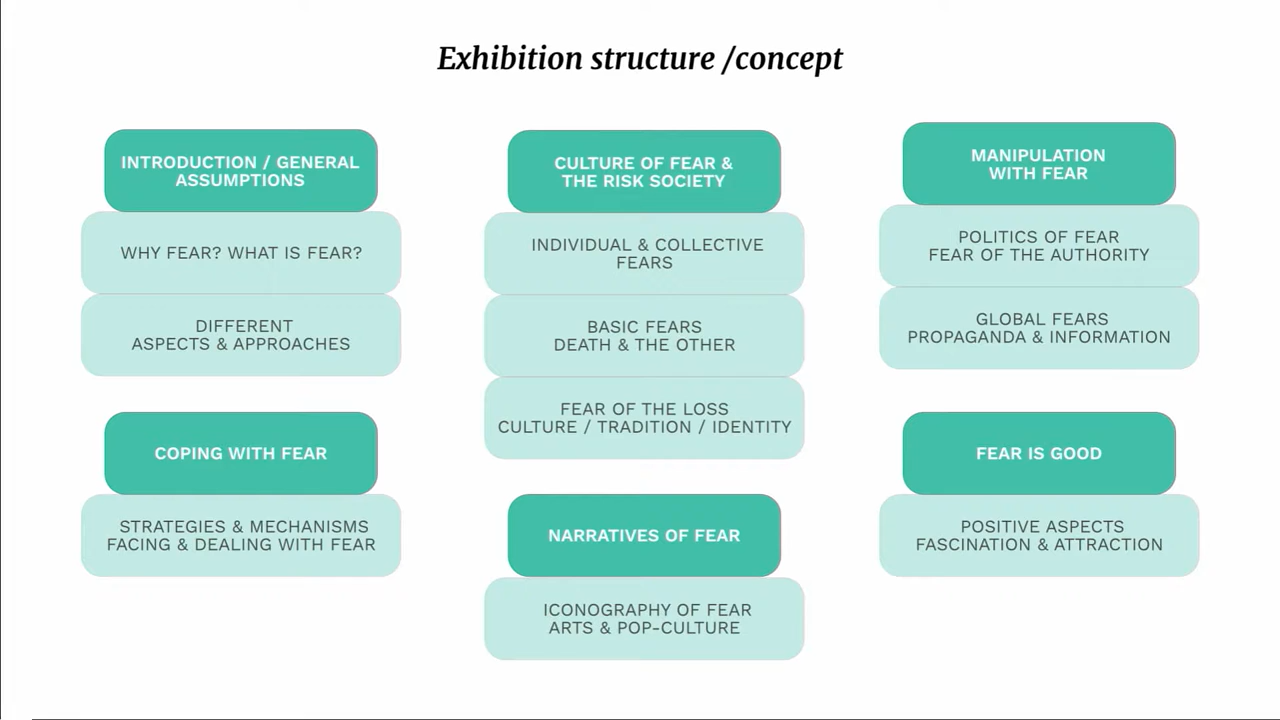 Exhibition structure /concept
INTRODUCTION / GENERAL
ASSUMPTIONS
WHY FEAR? WHAT IS FEAR?
DIFFERENT
ASPECTS & APPROACHES
CULTURE OF FEAR &
THE RISK SOCIETY
INDIVIDUAL & COLLECTIVE
FEARS
BASIC FEARS
DEATH & THE OTHER
FEAR OF THE LOSS
CULTURE / TRADITION / IDENTITY
MANIPULATION
WITH FEAR
POLITICS OF FEAR
FEAR OF THE AUTHORITY
GLOBAL FEARS
PROPAGANDA & INFORMATION
COPING WITH FEAR
STRATEGIES & MECHANISMS
FACING & DEALING WITH FEAR
NARRATIVES OF FEAR
ICONOGRAPHY OF FEAR
ARTS & POP-CULTURE
FEAR IS GOOD
POSITIVE ASPECTS
FASCINATION & ATTRACTION